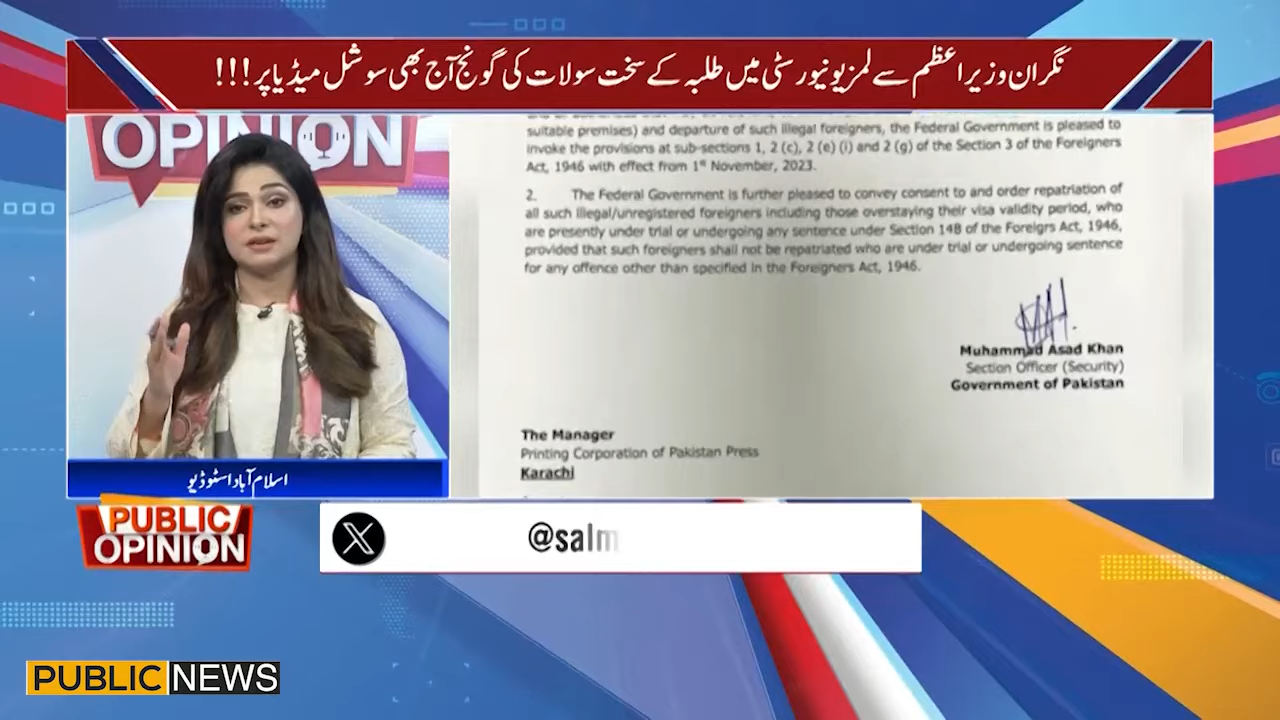 نگران وزیراعظم سے لمز یونیورسٹی میں طلبہ کے سخت سولات کی گونج آج بھی سوشل میڈیا پر!!!
OPINION
suitable premises) and departure of such illegal foreigners, the Federal Government is pleased to
invoke the provisions at sub-sections 1, 2 (c), 2 (e) (i) and 2 (g) of the Section 3 of the Foreigners
Act, 1946 with effect from 1st November, 2023.
2. The Federal Government is further pleased to convey consent to and order repatriation of
all such illegal/unregistered foreigners including those overstaying their visa validity period, who
are presently under trial or undergoing any sentence under Section 14B of the Foreigrs Act, 1946,
provided that such foreigners shall not be repatriated who are under trial or undergoing sentence
for any offence other than specified in the Foreigners Act, 1946.
Muhammad Asad Khan
Section Officer (Security)
Government of Pakistan
The Manager
Printing Corporation of Pakistan Press
Karachi
اسلام آباد اسٹوڈیو
PUBLIC
OPINION
X
@salm
PUBLIC NEWS